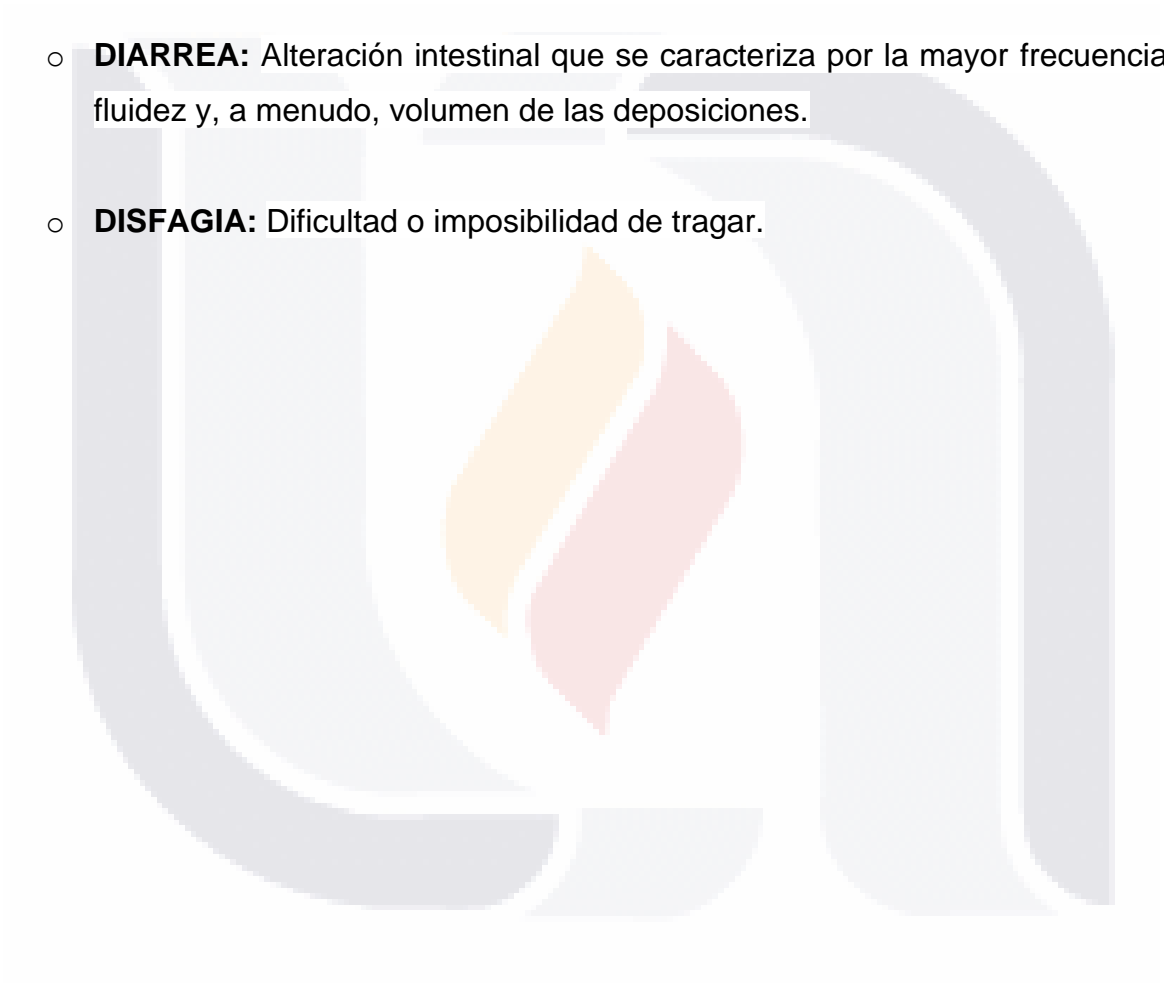 o DIARREA: Alteración intestinal que se caracteriza por la mayor frecuencia
fluidez y, a menudo, volumen de las deposiciones.
o DISFAGIA: Dificultad o imposibilidad de tragar.